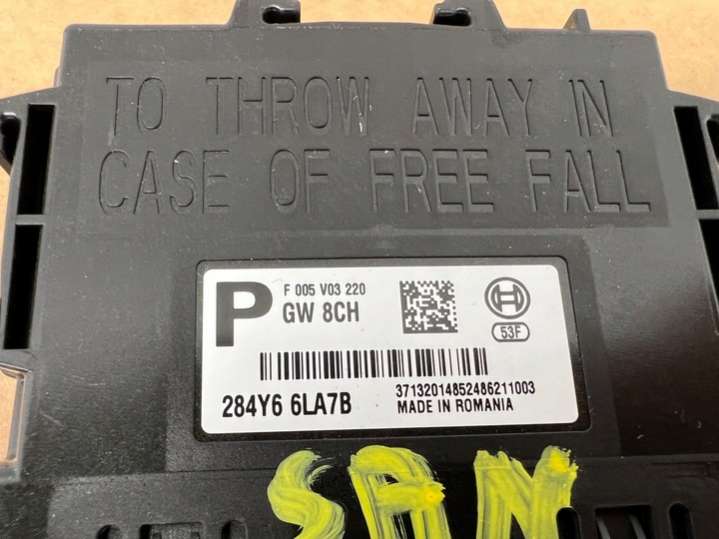 TO THROW AWAY IN
CASE OF FREE FALL
P
F 005 V03 220
GW 8CH
53F
284Y6 6LA7B
37132014852486211003
MADE IN ROMANIA
SAN